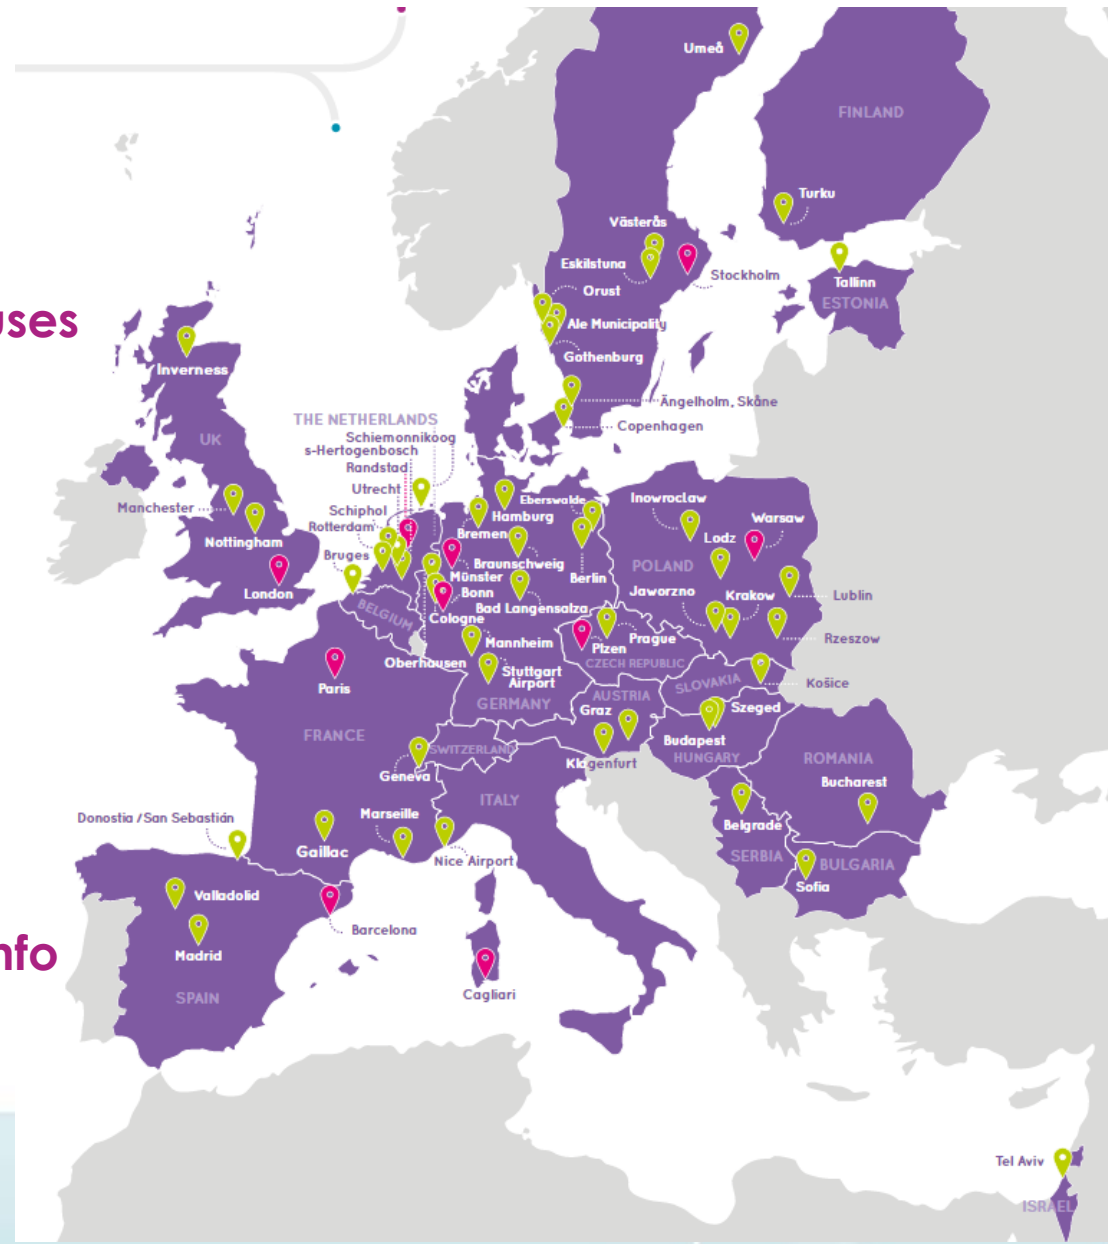 Umeå
FINLAND
Turku
Västerås
Eskilstuna
Stockholm
Tallinn
Orust
ESTONIA
uses
Ale Municipality
Gothenburg
Inverness
Ängelholm, Skåne
THE NETHERLANDS
Copenhagen
UK
Schiemonnikoog
s-Hertogenbosch
Randstad
Utrecht
Eberswalde
Inowroclaw
Manchester
Schiphol
Hamburg
Warsaw
Rotterdam
Bremen
Lodz
Nottingham
Bruges
Braunschweig
POLAND
Münster
Berlin
London
Bonn
Jaworzno
Krakow
Lublin
BELGIUM
Bad Langensalza
Cologne
Mannheim
Prague
Rzeszow
Plzen
Oberhausen
CZECH REPUBLIC
Stuttgart
Airport
SLOVAKIA
Košice
Paris
GERMANY
AUSTRIA
Graz
Szeged
FRANCE
Budapest
SWITZERLAND
HUNGARY
ROMANIA
Klagenfurt
Geneva
Bucharest
ITALY
Marseille
Donostia /San Sebastián
Belgrade
Gaillac
Nice Airport
SERBIA
BULGARIA
Sofia
Valladolid
Barcelona
nfo
Madrid
Cagliari
SPAIN
Tel Aviv
ISRAEL